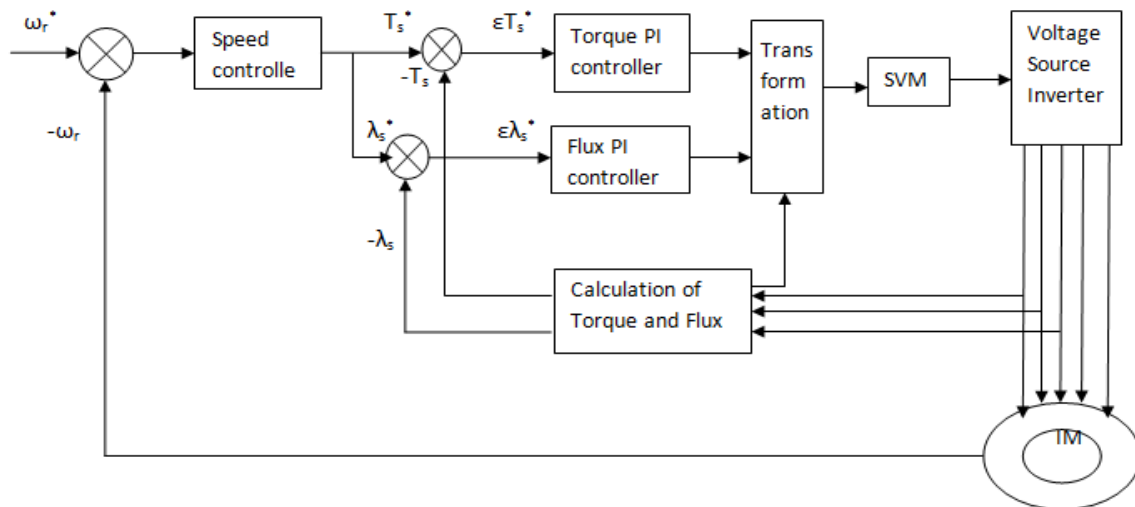 ωr*
Speed
controlle
Ts*
εTs*
Torque PI
controller
Trans
form
ation
SVM
Voltage
Source
Inverter
-Ts
-ωr
λs*
ελs*
Flux PI
controller
-λs
Calculation of
Torque and Flux
IM